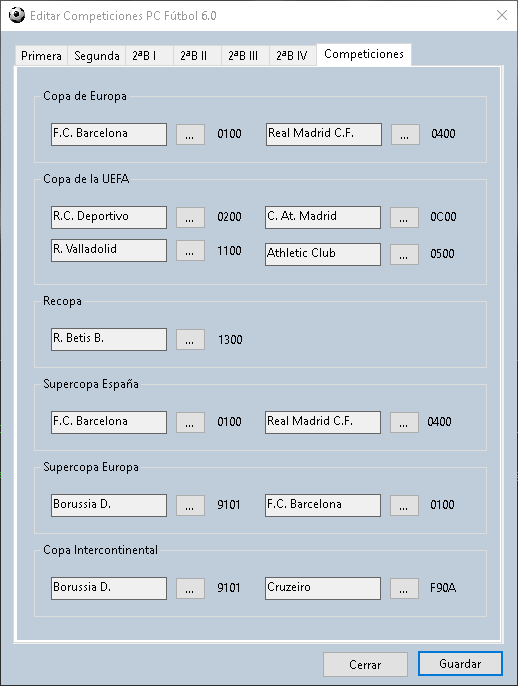 Editar Competiciones PC Fútbol 6.0
Primera Segunda 2ªB I 2ªB II 2ªB III 2ªB IV Competiciones
Copa de Europa
F.C. Barcelona ... 0100 Real Madrid C.F. ... 0400
Copa de la UEFA
R.C. Deportivo ... 0200 C. At. Madrid ... 0C00
R. Valladolid ... 1100 Athletic Club ... 0500
Recopa
R. Betis B. ... 1300
Supercopa España
F.C. Barcelona ... 0100 Real Madrid C.F. ... 0400
Supercopa Europa
Borussia D. ... 9101 F.C. Barcelona ... 0100
Copa Intercontinental
Borussia D. ... 9101 Cruzeiro ... F90A
Cerrar Guardar